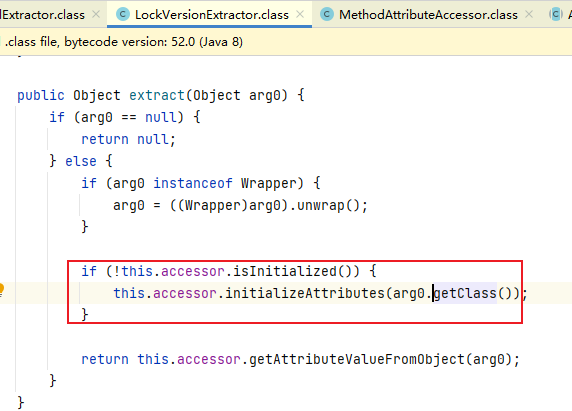 dExtractor.class
LockVersionExtractor.class
MethodAttributeAccessor.class
.class file, bytecode version: 52.0 (Java 8)
public Object extract(Object arg0) {
if (arg0 == null) {
return null;
} else {
if (arg0 instanceof Wrapper) {
arg0 = ((Wrapper)arg0).unwrap();
}
if (!this.accessor.isInitialized()) {
this.accessor.initializeAttributes(arg0.getClass());
}
return this.accessor.getAttributeValueFromObject(arg0);
}
}